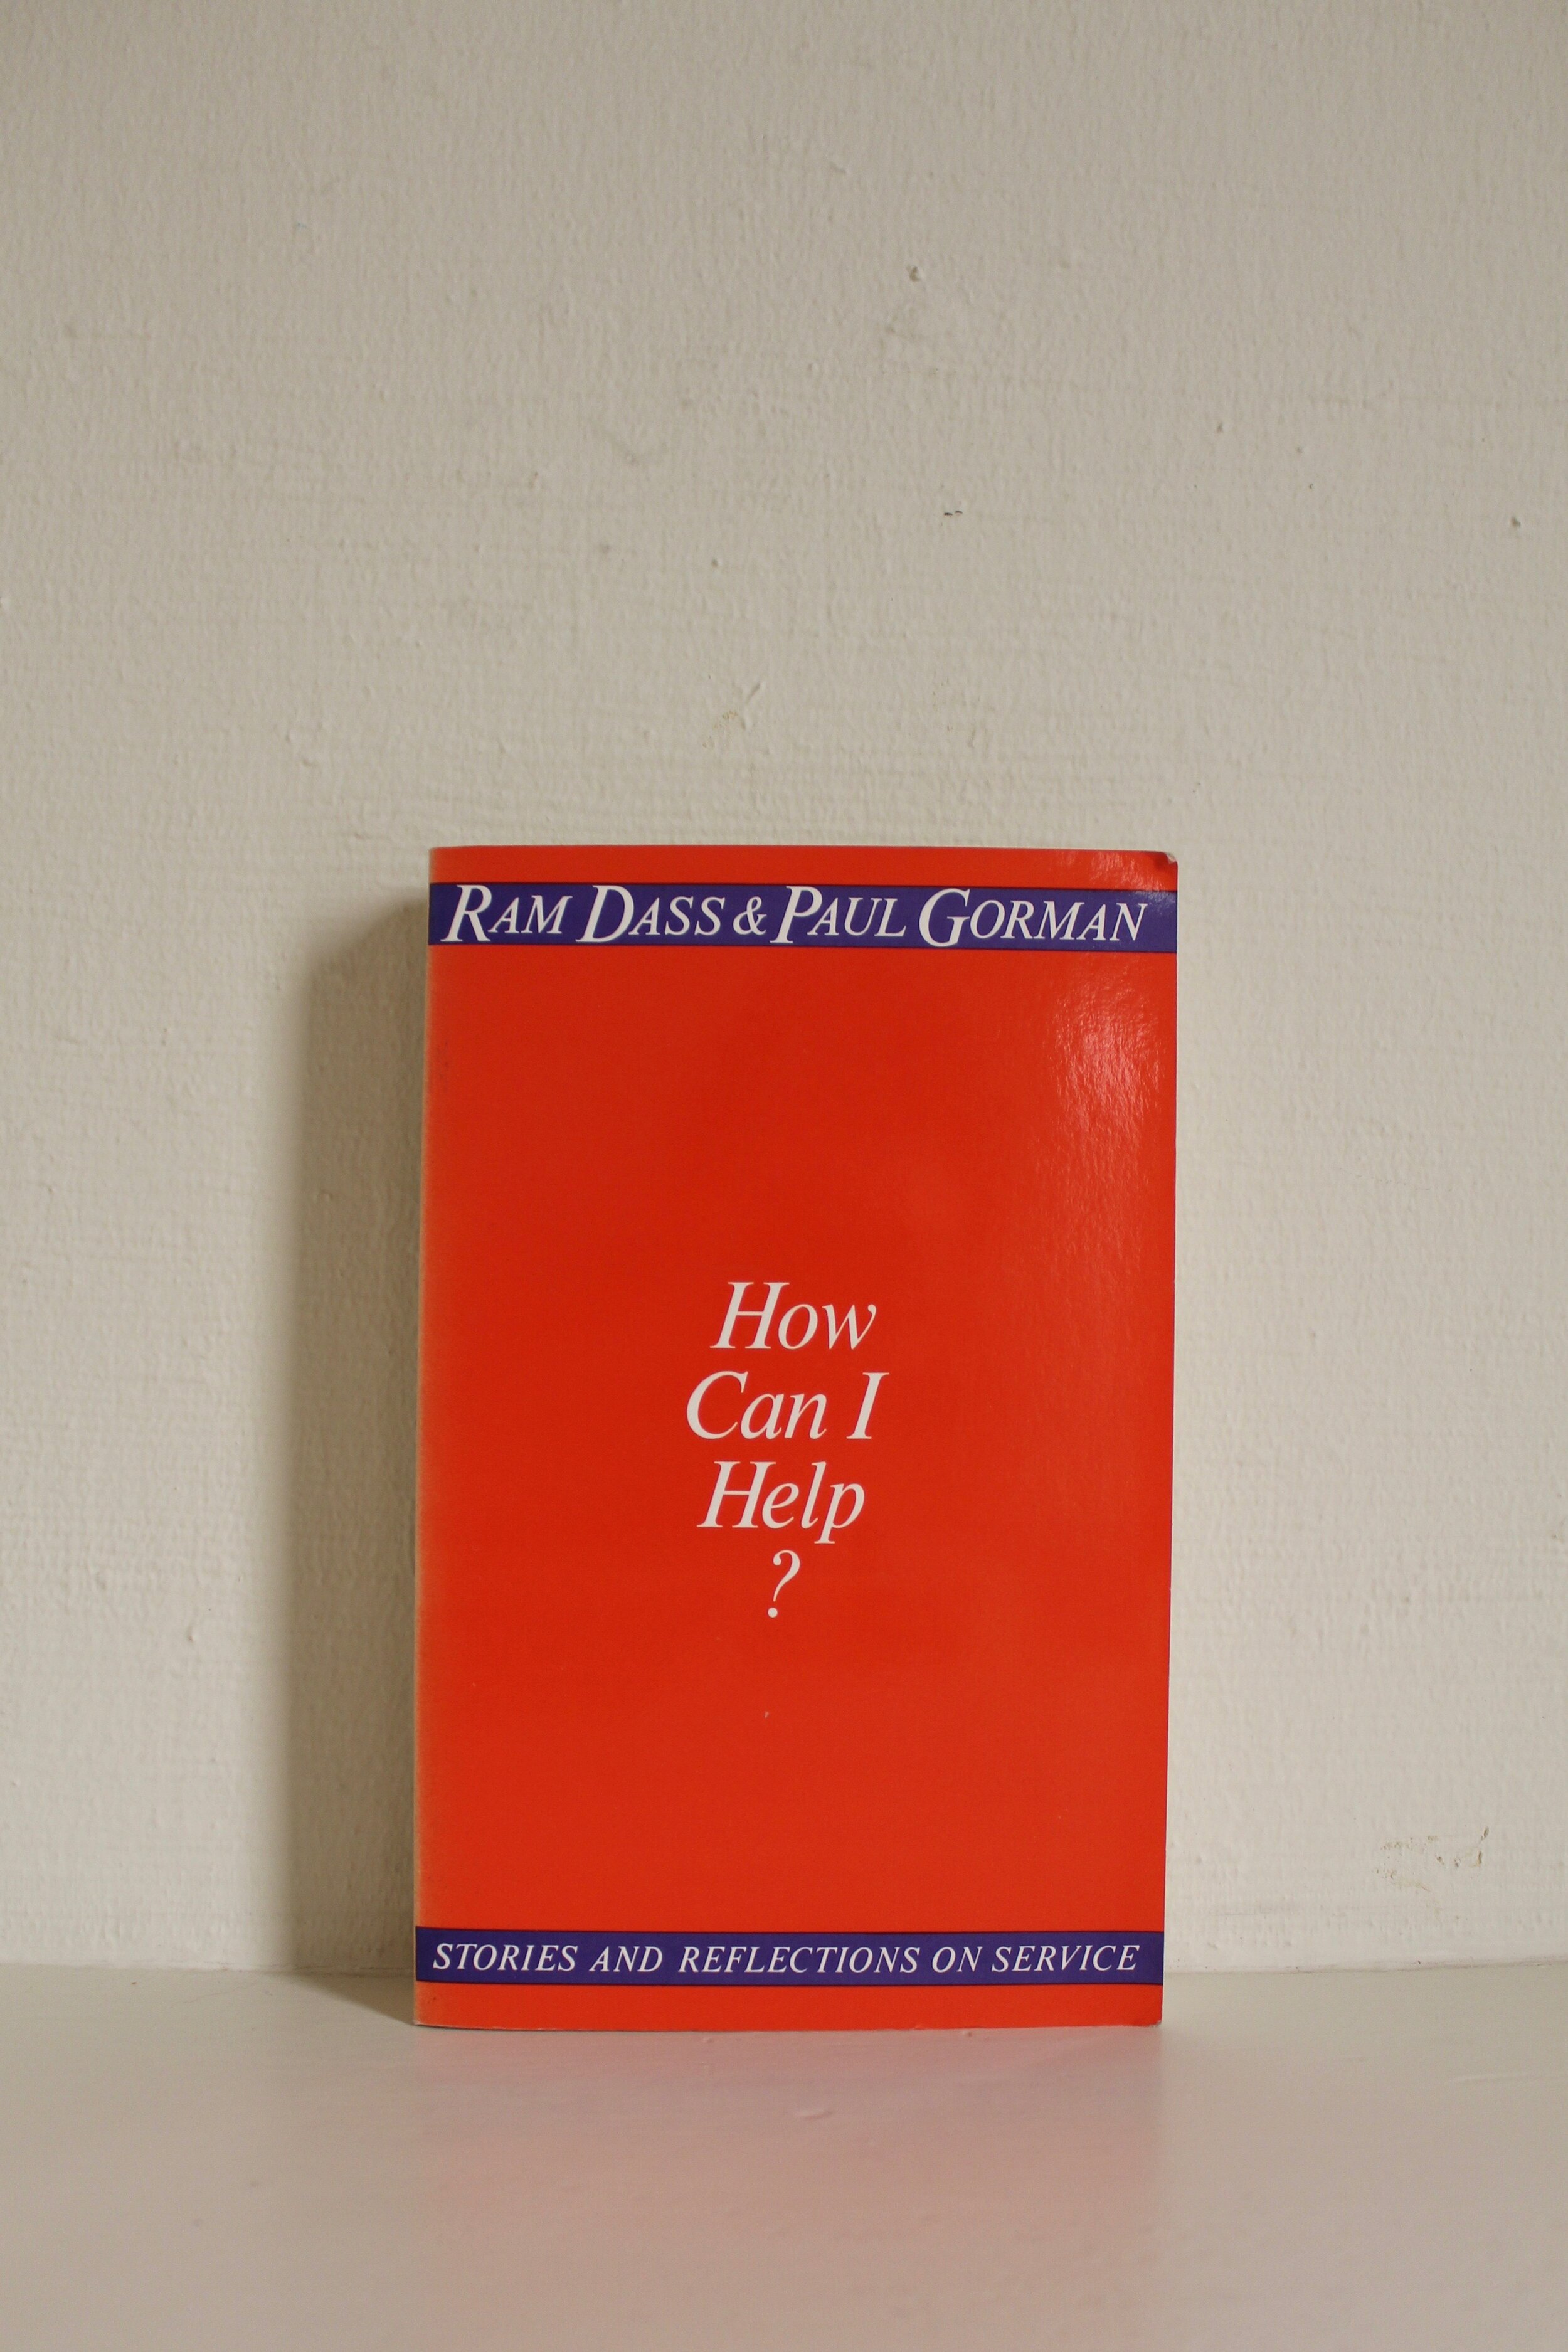 RAM DASS & PAUL GORMAN
How
Can I
Help
?
STORIES AND REFLECTIONS ON SERVICE